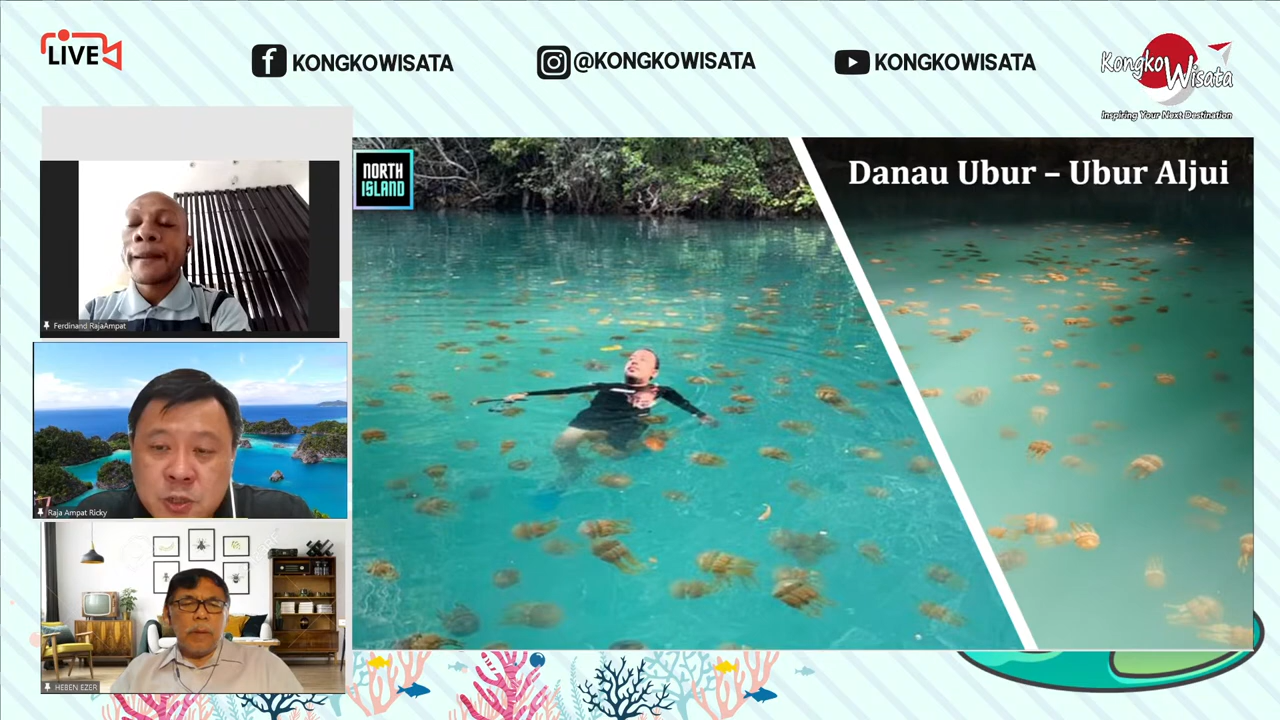 LIVE
KONGKOWISATA
@KONGKOWISATA
KONGKOWISATA
Kongko Wisata
Inspiring Your Next Destination
NORTH
ISLAND
Danau Ubur – Ubur Aljui
Ferdinand RajaAmpat
Raja Ampat Ricky
HEBEN EZER